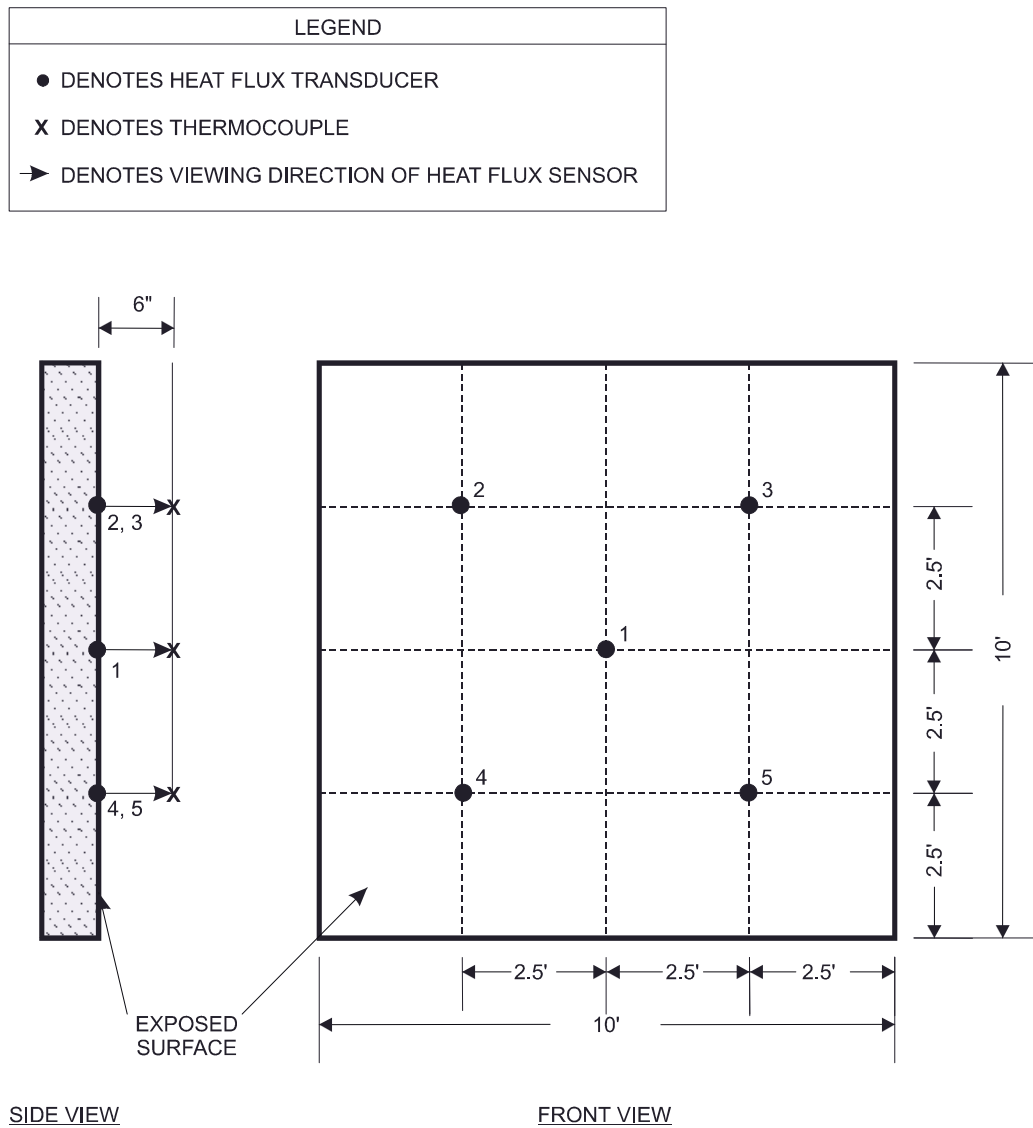 LEGEND
● DENOTES HEAT FLUX TRANSDUCER
X DENOTES THERMOCOUPLE
→ DENOTES VIEWING DIRECTION OF HEAT FLUX SENSOR
6"
2, 3
X
1
X
4, 5
X
2
3
1
4
5
2.5'
2.5'
2.5'
10'
2.5'
2.5'
2.5'
10'
EXPOSED
SURFACE
SIDE VIEW
FRONT VIEW